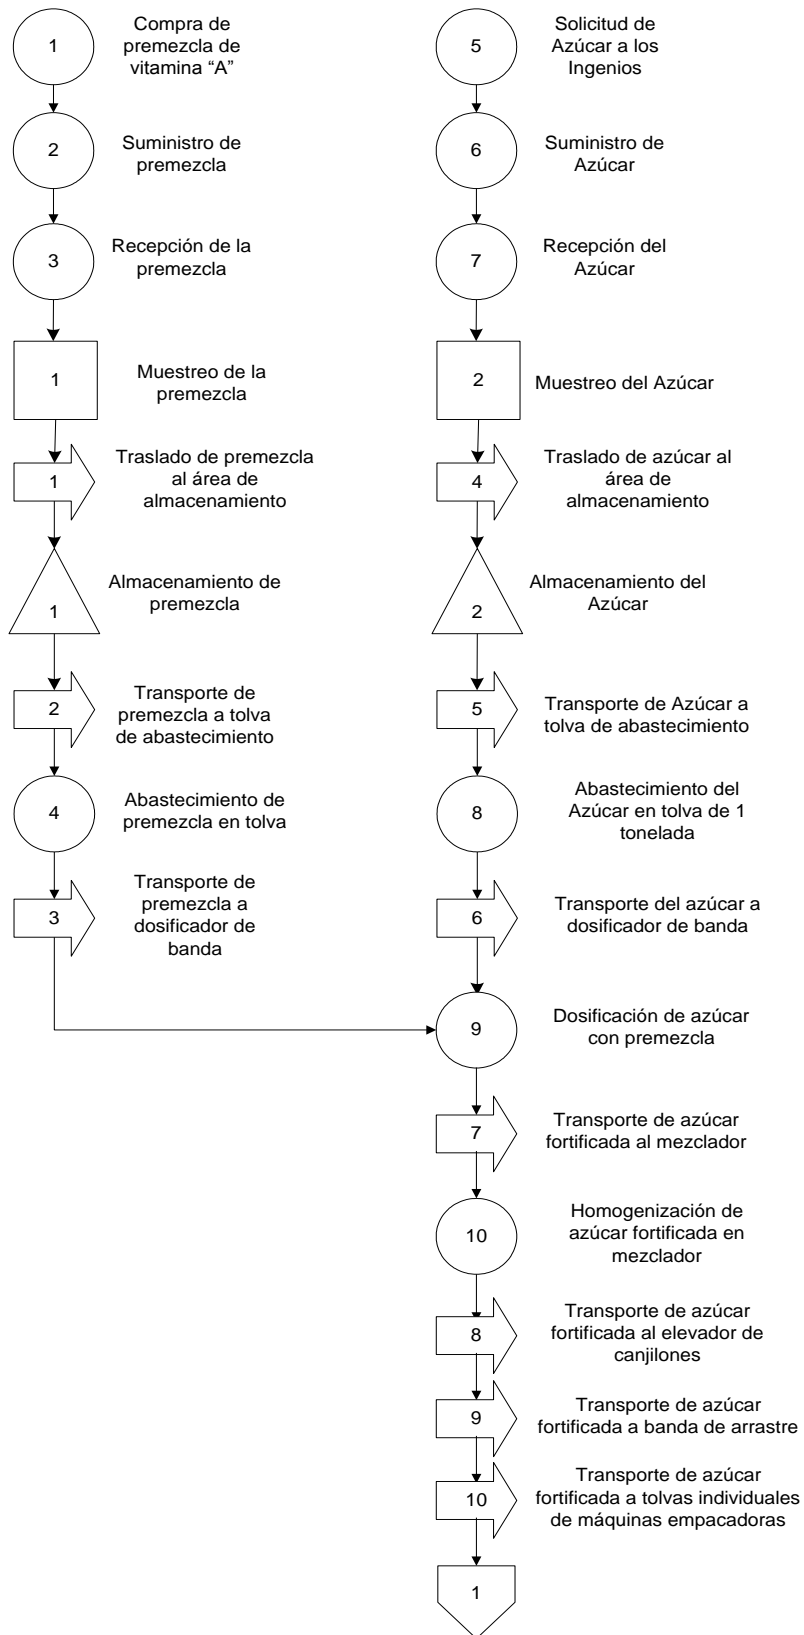 1
Compra de
premezcla de
vitamina “A”
2
Suministro de
premezcla
3
Recepción de la
premezcla
1
Muestreo de la
premezcla
1
Traslado de premezcla
al área de
almacenamiento
1
Almacenamiento de
premezcla
2
Transporte de
premezcla a tolva
de abastecimiento
4
Abastecimiento de
premezcla en tolva
3
Transporte de
premezcla a
dosificador de
banda
5
Solicitud de
Azúcar a los
Ingenios
6
Suministro de
Azúcar
7
Recepción del
Azúcar
2
Muestreo del Azúcar
4
Traslado de azúcar al
área de
almacenamiento
2
Almacenamiento del
Azúcar
5
Transporte de Azúcar a
tolva de abastecimiento
8
Abastecimiento del
Azúcar en tolva de 1
tonelada
6
Transporte del azúcar a
dosificador de banda
9
Dosificación de azúcar
con premezcla
7
Transporte de azúcar
fortificada al mezclador
10
Homogenización de
azúcar fortificada en
mezclador
8
Transporte de azúcar
fortificada al elevador de
canjilones
9
Transporte de azúcar
fortificada a banda de arrastre
10
Transporte de azúcar
fortificada a tolvas individuales
de máquinas empacadoras
1